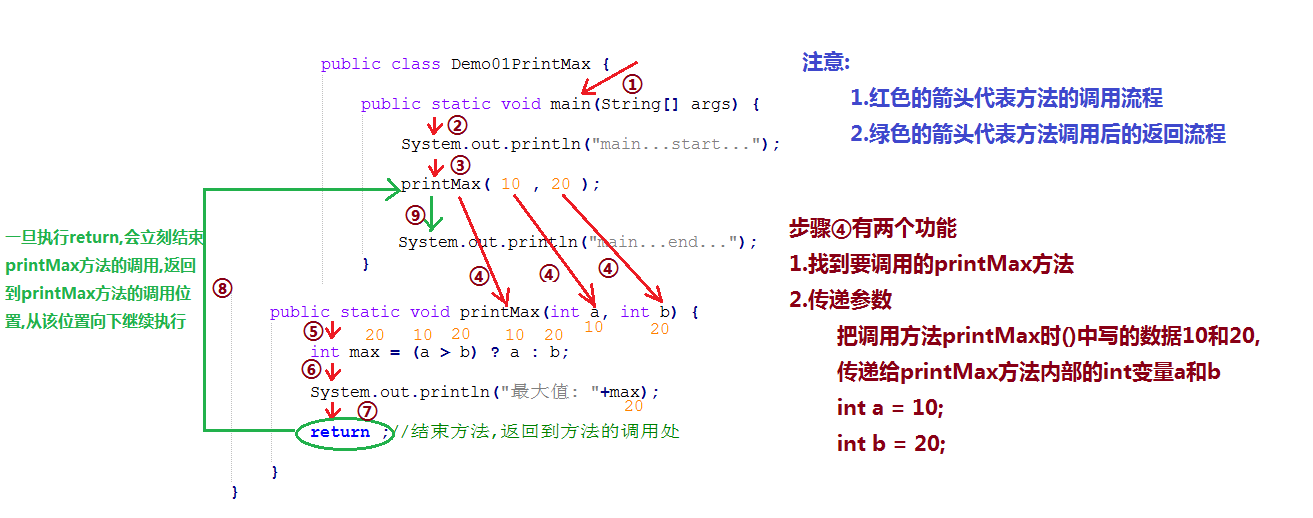 public class Demo01PrintMax {
①
public static void main(String[] args) {
②
System.out.println("main...start...");
③
printMax( 10 , 20 );
⑨
System.out.println("main...end...");
}
④ ④ ④
public static void printMax(int a, int b) {
10 20
⑤ 20 10 20 10 20
int max = (a > b) ? a : b;
⑥
System.out.println("最大值: "+max);
20
⑦
return ;//结束方法,返回到方法的调用处
}
}
⑧
一旦执行return,会立刻结束
printMax方法的调用,返回
到printMax方法的调用位
置,从该位置向下继续执行
注意:
1.红色的箭头代表方法的调用流程
2.绿色的箭头代表方法调用后的返回流程
步骤④有两个功能
1.找到要调用的printMax方法
2.传递参数
把调用方法printMax时()中写的数据10和20,
传递给printMax方法内部的int变量a和b
int a = 10;
int b = 20;